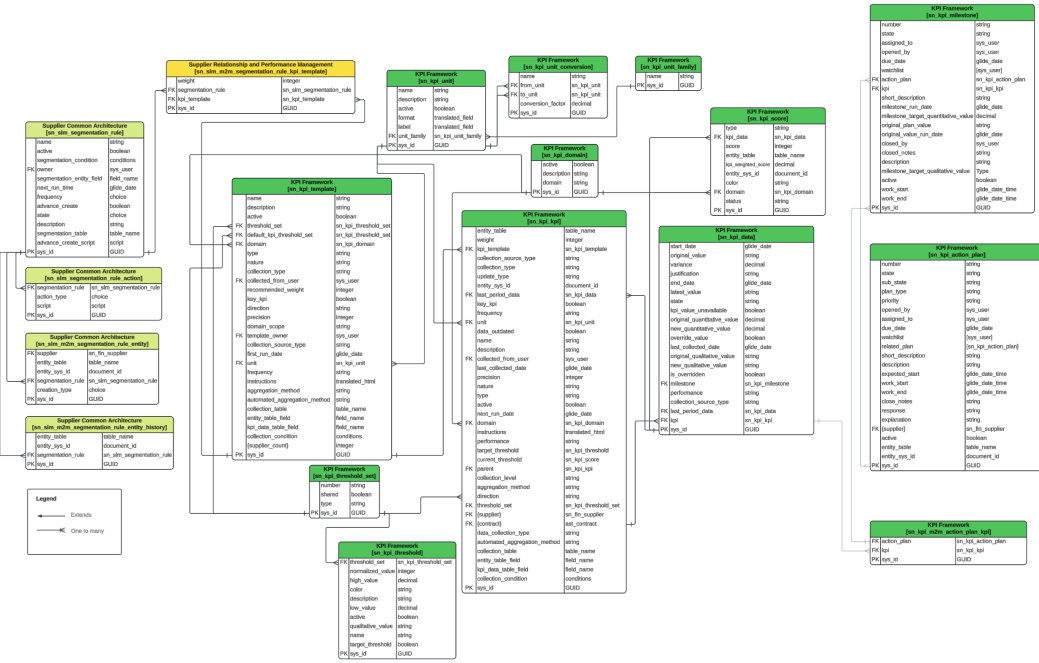 Supplier Relationship and Performance Management
[sn_slm_m2m_segmentation_rule_kpi_template]
weight integer
FK segmentation_rule sn_slm_segmentation_rule
FK kpi_template sn_kpi_template
PK sys_id GUID
Supplier Common Architecture
[sn_slm_segmentation_rule]
name string
active boolean
segmentation_condition conditions
FK owner sys_user
segmentation_entity_field field_name
next_run_time glide_date
frequency choice
advance_create boolean
state choice
description string
segmentation_table table_name
advance_create_script script
PK sys_id GUID
Supplier Common Architecture
[sn_slm_segmentation_rule_action]
FK segmentation_rule sn_slm_segmentation_rule
action_type choice
script script
PK sys_id GUID
Supplier Common Architecture
[sn_slm_m2m_segmentation_rule_entity]
FK supplier sn_fin_supplier
entity_table table_name
entity_sys_id document_id
FK segmentation_rule sn_slm_segmentation_rule
creation_type choice
PK sys_id GUID
Supplier Common Architecture
[sn_slm_m2m_segmentation_rule_entity_history]
entity_table table_name
entity_sys_id document_id
FK segmentation_rule sn_slm_segmentation_rule
PK sys_id GUID
Legend
Extends
One to many
KPI Framework
[sn_kpi_unit]
name string
description string
active boolean
format translated_field
label translated_field
FK unit_family sn_kpi_unit_family
PK sys_id GUID
KPI Framework
[sn_kpi_unit_conversion]
name string
FK from_unit sn_kpi_unit
FK to_unit sn_kpi_unit
conversion_factor decimal
PK sys_id GUID
KPI Framework
[sn_kpi_unit_family]
name string
PK sys_id GUID
KPI Framework
[sn_kpi_domain]
active boolean
description string
domain string
PK sys_id GUID
KPI Framework
[sn_kpi_template]
name string
description string
active boolean
FK threshold_set sn_kpi_threshold_set
FK default_kpi_threshold_set sn_kpi_threshold_set
FK domain sn_kpi_domain
type string
nature string
collection_type string
FK collected_from_user sys_user
recommended_weight integer
key_kpi boolean
direction string
precision integer
domain_scope string
FK template_owner sys_user
collection_source_type string
first_run_date glide_date
FK unit sn_kpi_unit
frequency string
instructions translated_html
aggregation_method string
automated_aggregation_method string
collection_table table_name
entity_table_field field_name
kpi_data_table_field field_name
collection_condition conditions
{supplier_count} integer
PK sys_id GUID
KPI Framework
[sn_kpi_threshold_set]
number string
shared boolean
type string
PK sys_id GUID
KPI Framework
[sn_kpi_threshold]
FK threshold_set sn_kpi_threshold_set
normalized_value integer
high_value decimal
color string
description string
low_value decimal
active boolean
qualitative_value string
name string
target_threshold boolean
PK sys_id GUID
KPI Framework
[sn_kpi_kpi]
entity_table table_name
weight integer
FK kpi_template sn_kpi_template
collection_source_type string
collection_type string
update_type string
entity_sys_id document_id
FK last_period_data sn_kpi_data
key_kpi boolean
frequency string
FK unit sn_kpi_unit
data_outdated boolean
name string
description string
FK collected_from_user sys_user
last_collected_date glide_date
precision integer
nature string
type string
active boolean
next_run_date glide_date
FK domain sn_kpi_domain
instructions translated_html
performance string
target_threshold string
current_threshold sn_kpi_score
FK parent sn_kpi_kpi
collection_level string
aggregation_method string
direction string
FK threshold_set sn_kpi_threshold_set
FK {supplier} sn_fin_supplier
FK {contract} ast_contract
data_collection_type string
automated_aggregation_method string
collection_table table_name
entity_table_field field_name
kpi_data_table_field field_name
collection_condition conditions
PK sys_id GUID
KPI Framework
[sn_kpi_score]
type string
FK kpi_data sn_kpi_data
score integer
entity_table table_name
kpi_weighted_score decimal
entity_sys_id document_id
color string
FK domain sn_kpi_domain
status string
PK sys_id GUID
KPI Framework
[sn_kpi_data]
start_date glide_date
original_value string
variance decimal
justification string
end_date glide_date
latest_value string
state string
kpi_value_unavailable boolean
original_quantitative_value decimal
new_quantitative_value decimal
override_value boolean
last_collected_date glide_date
original_qualitative_value string
new_qualitative_value string
is_overridden boolean
FK milestone sn_kpi_milestone
performance string
collection_source_type string
FK last_period_data sn_kpi_data
FK kpi sn_kpi_kpi
PK sys_id GUID
KPI Framework
[sn_kpi_milestone]
number string
state string
assigned_to sys_user
opened_by sys_user
due_date glide_date
watchlist [sys_user]
FK action_plan sn_kpi_action_plan
FK kpi sn_kpi_kpi
short_description string
milestone_run_date glide_date
milestone_target_quantitative_value decimal
original_plan_value string
original_value_run_date glide_date
closed_by sys_user
closed_notes string
description string
milestone_target_qualitative_value Type
active boolean
work_start glide_date_time
work_end glide_date_time
PK sys_id GUID
KPI Framework
[sn_kpi_action_plan]
number string
state string
sub_state string
plan_type string
priority string
opened_by sys_user
assigned_to sys_user
due_date glide_date
watchlist [sys_user]
related_plan [sn_kpi_action_plan]
short_description string
description string
expected_start glide_date_time
work_start glide_date_time
work_end glide_date_time
close_notes string
response string
explanation string
FK {supplier} sn_fin_supplier
active boolean
entity_table table_name
entity_sys_id document_id
PK sys_id GUID
KPI Framework
[sn_kpi_m2m_action_plan_kpi]
FK action_plan sn_kpi_action_plan
FK kpi sn_kpi_kpi
PK sys_id GUID